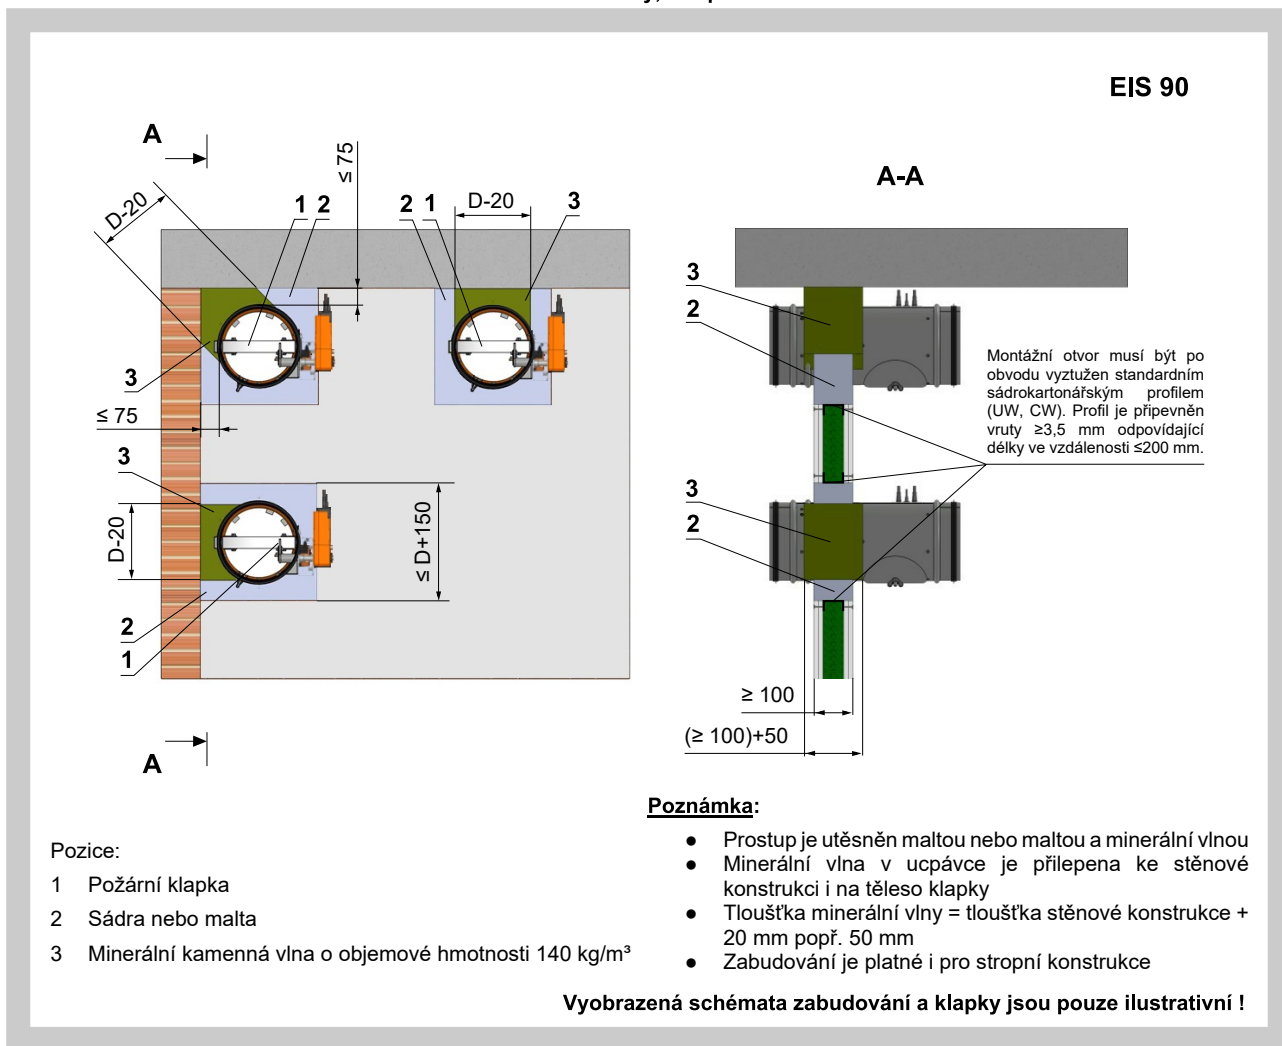 EIS 90
A
≤ 75
A-A
D-20
1 2
2 1
D-20
3
3
2
3
≤ 75
3
D-20
≤ D+150
2
1
Montážní otvor musí být po
obvodu vyztužen standardním
sádrokartonářským profilem
(UW, CW). Profil je připevněn
vruty ≥3,5 mm odpovídající
délky ve vzdálenosti ≤200 mm.
3
2
≥ 100
(≥ 100)+50
A
Pozice:
1 Požární klapka
2 Sádra nebo malta
3 Minerální kamenná vlna o objemové hmotnosti 140 kg/m³
Poznámka:
● Prostup je utěsněn maltou nebo maltou a minerální vlnou
● Minerální vlna v ucpávce je přilepena ke stěnové
konstrukci i na těleso klapky
● Tloušťka minerální vlny = tloušťka stěnové konstrukce +
20 mm popř. 50 mm
● Zabudování je platné i pro stropní konstrukce
Vyobrazená schémata zabudování a klapky jsou pouze ilustrativní !